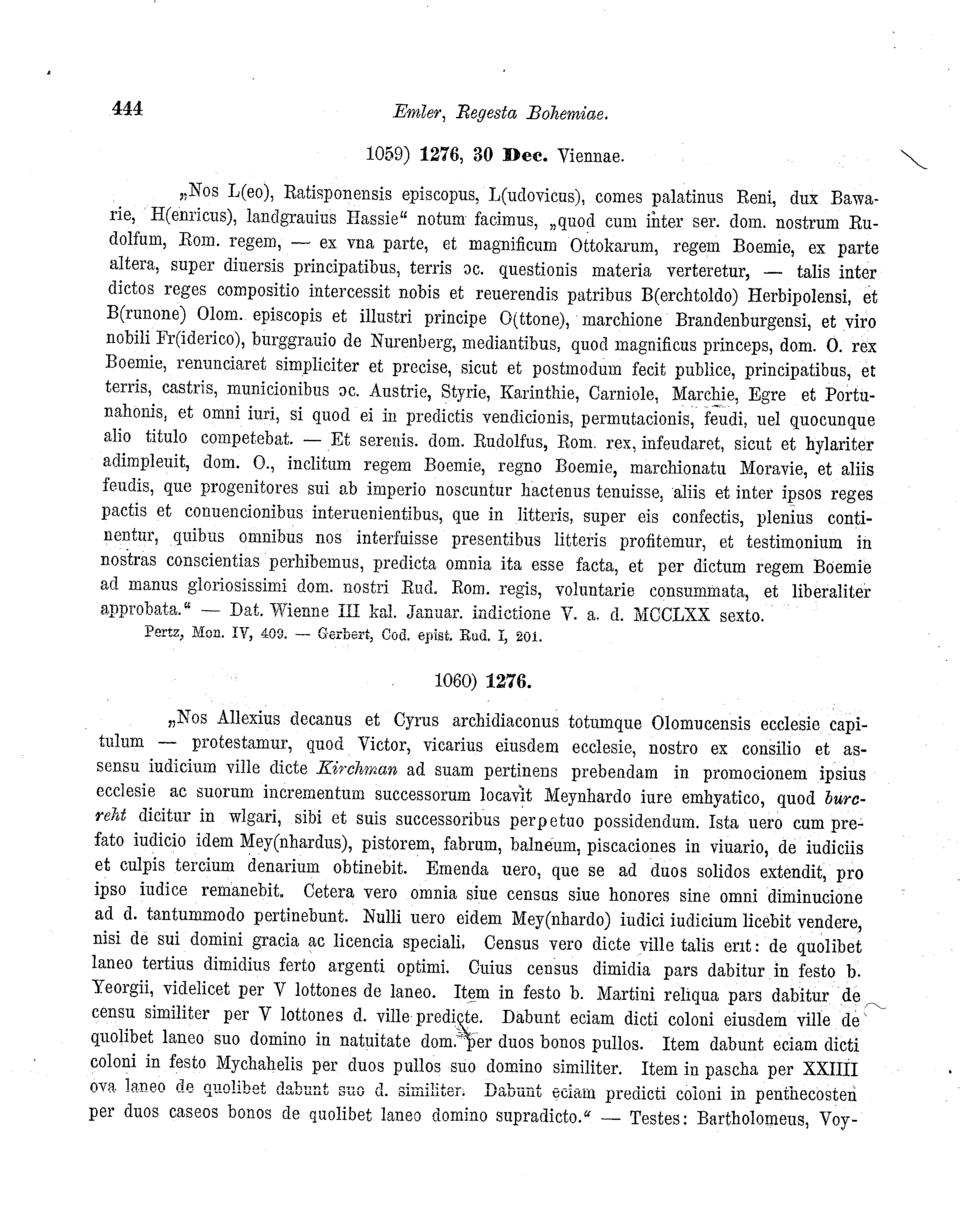 444
Emler, Regesta Bohemiae.
1059) 1276, 30 Dec. Viennae.
„Nos L(eo), Ratisponensis episcopus, L(udovicus), comes palatinus Reni, dux Bawa-
rie, H(enricus), landgrauius Hassie“ notum facimus, „quod cum inter ser. dom. nostrum Ru-
dolfum, Rom. regem, — ex vna parte, et magnificum Ottokarum, regem Boemie, ex parte
altera, super diuersis principatibus, terris ɔc. questionis materia verteretur, — talis inter
dictos reges compositio intercessit nobis et reuerendis patribus B(erchtoldo) Herbipolensi, et
B(runone) Olom. episcopis et illustri principe O(ttone), marchione Brandenburgensi, et viro
nobili Fr(iderico), burggrauio de Nurenberg, mediantibus, quod magnificus princeps, dom. O. rex
Boemie, renunciaret simpliciter et precise, sicut et postmodum fecit publice, principatibus, et
terris, castris, municionibus ɔc. Austrie, Styrie, Karinthie, Carniole, Marchie, Egre et Portu-
nahonis, et omni iuri, si quod ei in predictis vendicionis, permutacionis, feudi, uel quocunque
alio titulo competebat. — Et serenis. dom. Rudolfus, Rom. rex, infeudaret, sicut et hylariter
adimpleuit, dom. O., inclitum regem Boemie, regno Boemie, marchionatu Moravie, et aliis
feudis, que progenitores sui ab imperio noscuntur hactenus tenuisse, aliis et inter ipsos reges
pactis et conuencionibus interuenientibus, que in litteris, super eis confectis, plenius conti-
nentur, quibus omnibus nos interfuisse presentibus litteris profitemur, et testimonium in
nostras conscientias perhibemus, predicta omnia ita esse facta, et per dictum regem Boemie
ad manus gloriosissimi dom. nostri Rud. Rom. regis, voluntarie consummata, et liberaliter
approbata.“ — Dat. Wienne III kal. Januar. indictione V. a. d. MCCLXX sexto.
Pertz, Mon. IV, 409. — Gerbert, Cod. epist. Rud. I, 201.
1060) 1276.
„Nos Allexius decanus et Cyrus archidiaconus totumque Olomucensis ecclesie capi-
tulum — protestamur, quod Victor, vicarius eiusdem ecclesie, nostro ex consilio et as-
sensu iudicium ville dicte Kirchman ad suam pertinens prebendam in promocionem ipsius
ecclesie ac suorum incrementum successorum locavit Meynhardo iure emhyatico, quod burc-
reht dicitur in wlgari, sibi et suis successoribus perpetuo possidendum. Ista uero cum pre-
fato iudicio idem Mey(nhardus), pistorem, fabrum, balneum, piscaciones in viuario, de iudiciis
et culpis tercium denarium obtinebit. Emenda uero, que se ad duos solidos extendit, pro
ipso iudice remanebit. Cetera vero omnia siue census siue honores sine omni diminucione
ad d. tantummodo pertinebunt. Nulli uero eidem Mey(nhardo) iudici iudicium licebit vendere,
nisi de sui domini gracia ac licencia speciali. Census vero dicte ville talis erit: de quolibet
laneo tertius dimidius ferto argenti optimi. Cuius census dimidia pars dabitur in festo b.
Yeorgii, videlicet per V lottones de laneo. Item in festo b. Martini reliqua pars dabitur de
censu similiter per V lottones d. ville predicte. Dabunt eciam dicti coloni eiusdem ville de
quolibet laneo suo domino in natuitate dom. per duos bonos pullos. Item dabunt eciam dicti
coloni in festo Mychahelis per duos pullos suo domino similiter. Item in pascha per XXIIII
ova laneo de quolibet dabunt suo d. similiter. Dabunt eciam predicti coloni in penthecosten
per duos caseos bonos de quolibet laneo domino supradicto.“ — Testes: Bartholomeus, Voy-